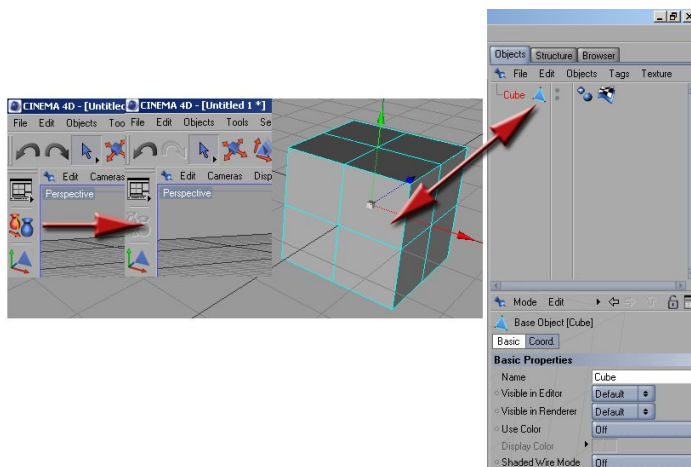 CINEMA 4D - [Untitled
CINEMA 4D - [Untitled 1 *]
File Edit Objects Too
File Edit Objects Tools Se
Edit Cameras
Edit Cameras Disp
Perspective
Perspective
Objects Structure Browser
File Edit Objects Tags Texture
Cube
Mode Edit
Base Object [Cube]
Basic Coord.
Basic Properties
Name Cube
Visible in Editor Default
Visible in Renderer Default
Use Color Off
Display Color
Shaded Wire Mode Off